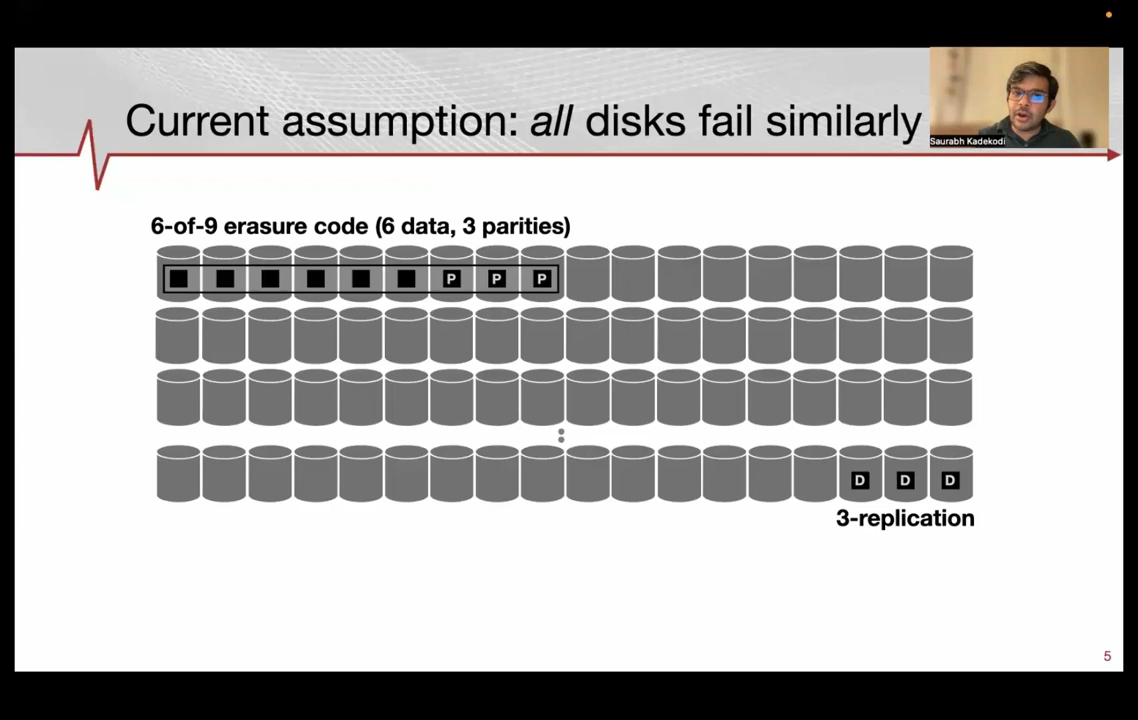 Current assumption: all disks fail similarly
Saurabh Kadekodi
6-of-9 erasure code (6 data, 3 parities)
P P P
D D D
3-replication
5